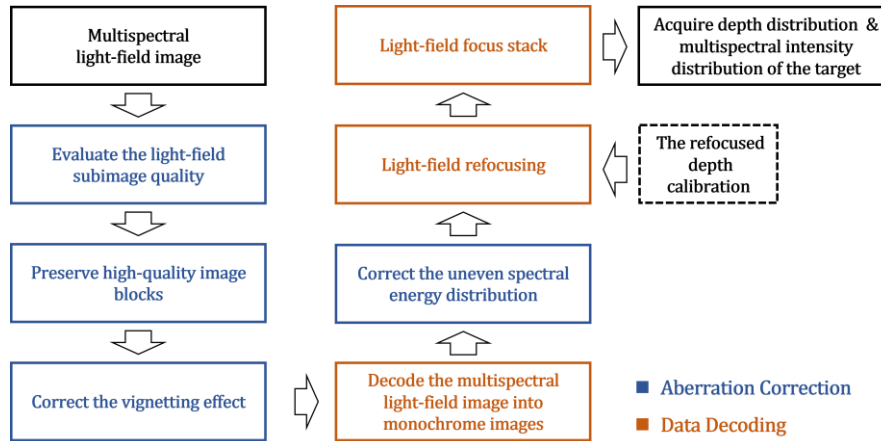 Multispectral
light-field image
Evaluate the light-field
subimage quality
Preserve high-quality image
blocks
Correct the vignetting effect
Decode the multispectral
light-field image into
monochrome images
Correct the uneven spectral
energy distribution
Light-field refocusing
The refocused
depth
calibration
Light-field focus stack
Acquire depth distribution &
multispectral intensity
distribution of the target
Aberration Correction
Data Decoding